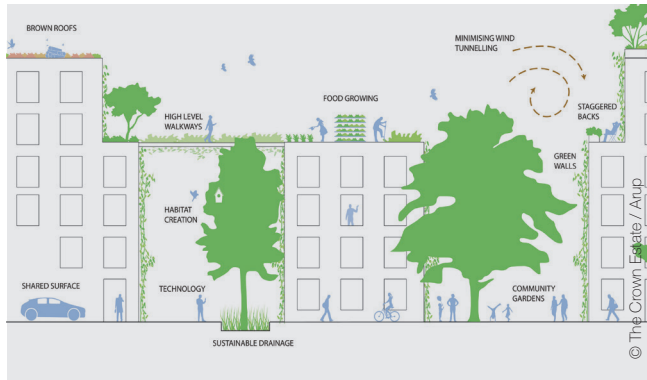 BROWN ROOFS
MINIMISING WIND
TUNNELLING
HIGH LEVEL
WALKWAYS
FOOD GROWING
STAGGERED
BACKS
GREEN
WALLS
HABITAT
CREATION
SHARED SURFACE
TECHNOLOGY
COMMUNITY
GARDENS
SUSTAINABLE DRAINAGE
© The Crown Estate / Arup